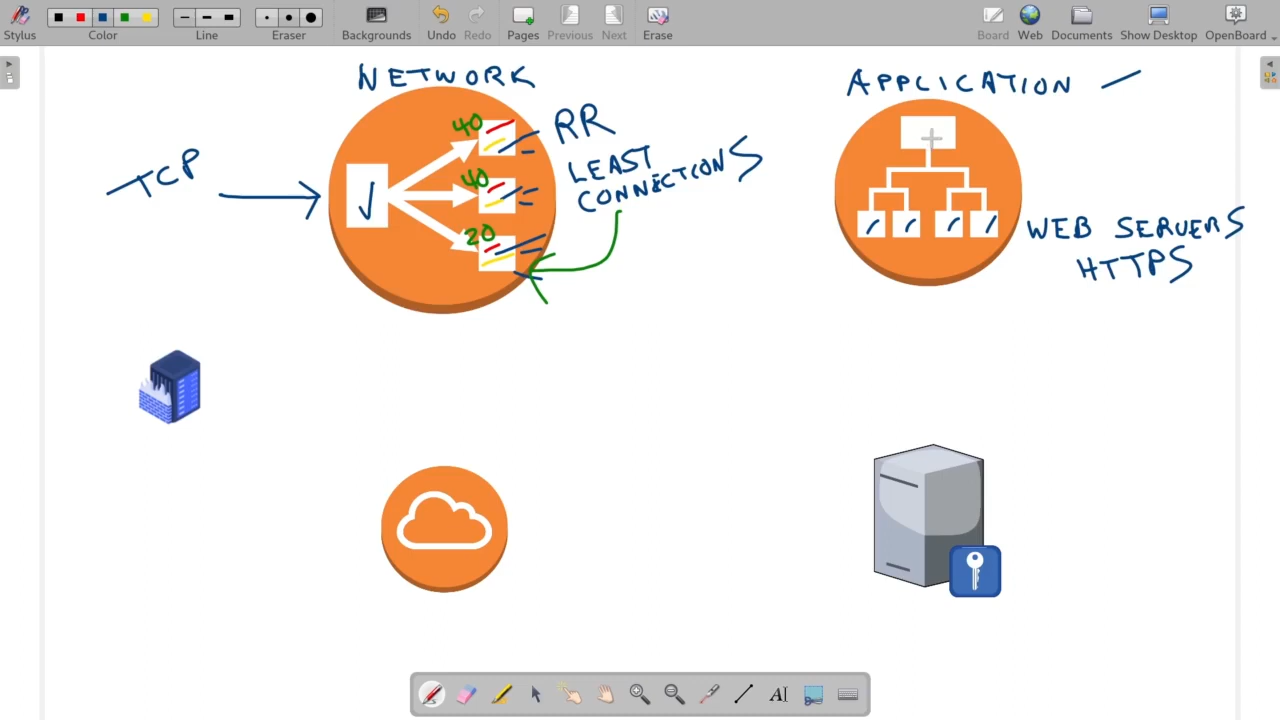 Stylus
Color
Line
Eraser
Backgrounds
Undo
Redo
Pages
Previous
Next
Erase
Board
Web
Documents
Show Desktop
OpenBoard
NETWORK
APPLICATION
TCP
40
40
20
RR
LEAST
CONNECTIONS
WEB SERVERS
HTTPS
AI